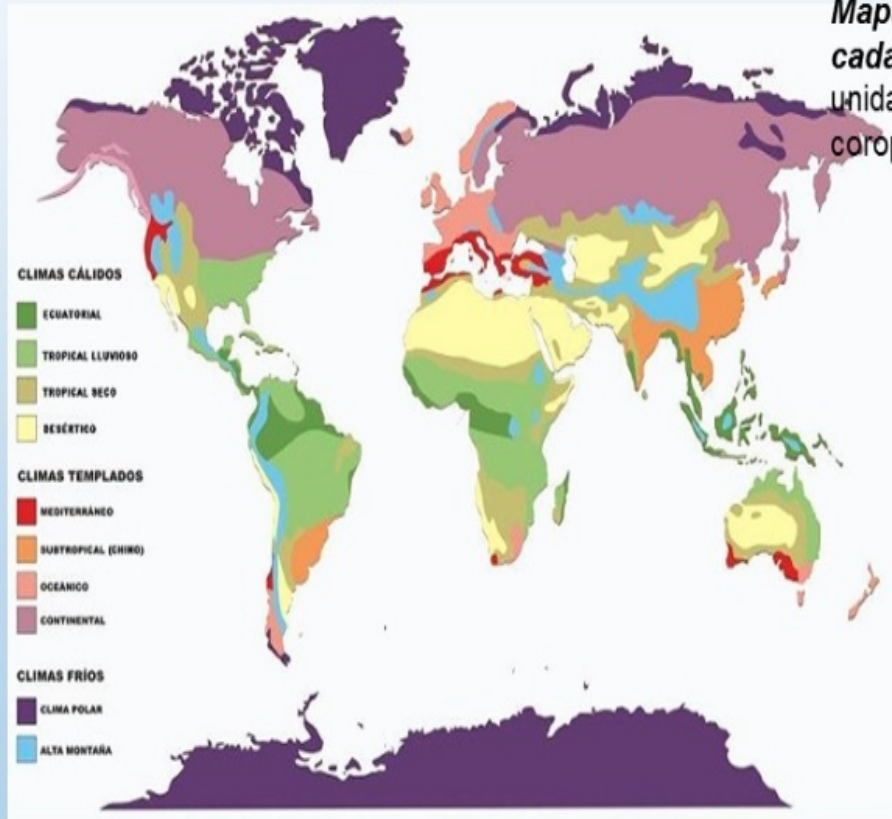 Map
cada
unida
corop
CLIMAS CÁLIDOS
ECUATORIAL
TROPICAL LLUVIOSO
TROPICAL SECO
DESÉRTICO
CLIMAS TEMPLADOS
MEDITERRÁNEO
SUBTROPICAL (CHINO)
OCEÁNICO
CONTINENTAL
CLIMAS FRÍOS
CLIMA POLAR
ALTA MONTAÑA